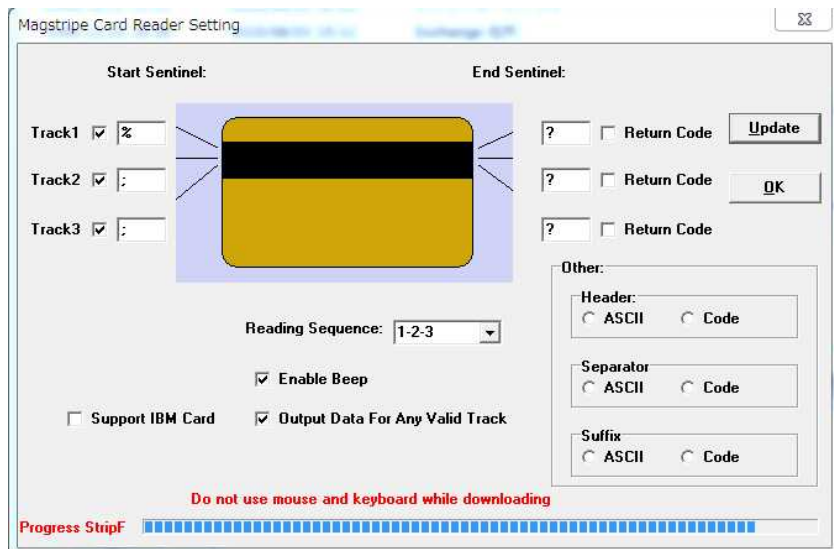 Magstripe Card Reader Setting
Start Sentinel: End Sentinel:
Track1 % ? Return Code Update
Track2 ; ? Return Code OK
Track3 ; ? Return Code
Other:
Header:
ASCII Code
Reading Sequence: 1-2-3
Separator
Enable Beep
ASCII Code
Support IBM Card Output Data For Any Valid Track
Suffix
ASCII Code
Do not use mouse and keyboard while downloading
Progress StripF